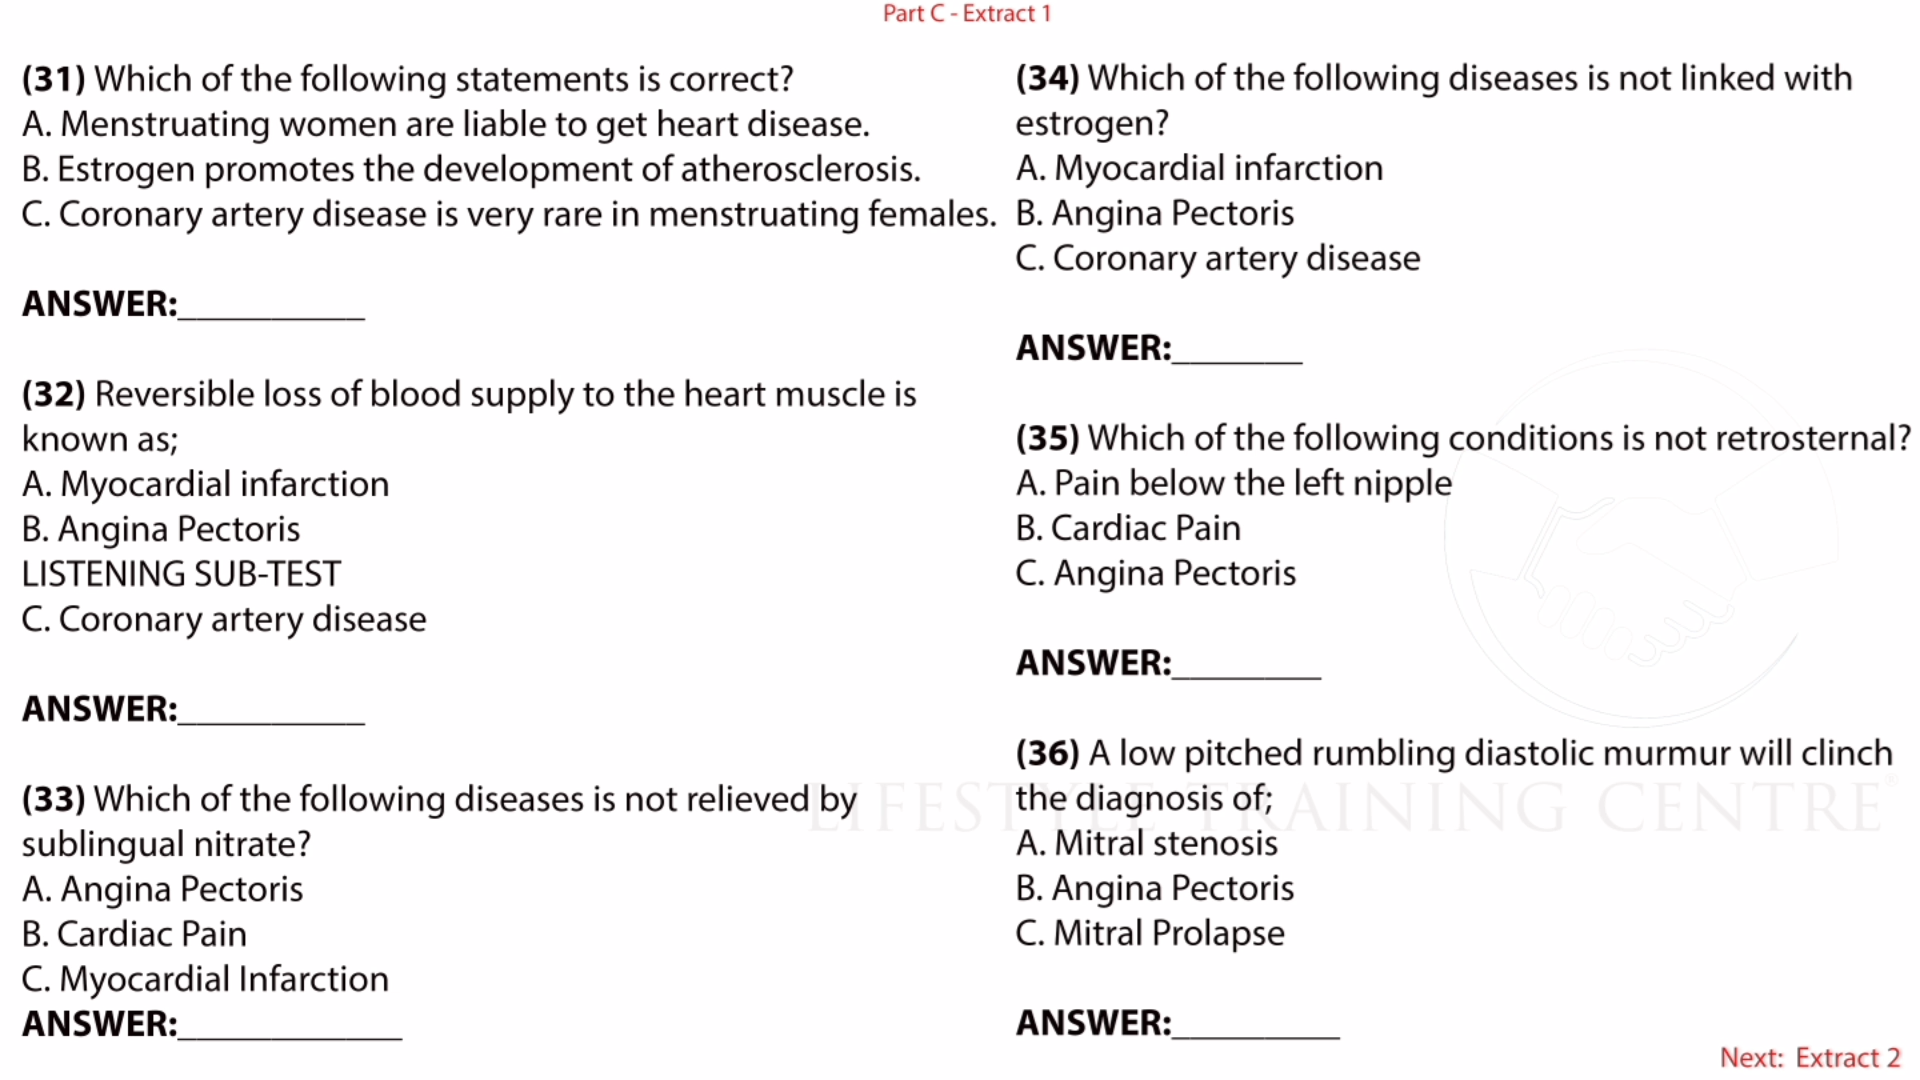 Part C - Extract 1
(31) Which of the following statements is correct?
A. Menstruating women are liable to get heart disease.
B. Estrogen promotes the development of atherosclerosis.
C. Coronary artery disease is very rare in menstruating females.
ANSWER:__________
(32) Reversible loss of blood supply to the heart muscle is
known as;
A. Myocardial infarction
B. Angina Pectoris
LISTENING SUB-TEST
C. Coronary artery disease
ANSWER:__________
(33) Which of the following diseases is not relieved by
sublingual nitrate?
A. Angina Pectoris
B. Cardiac Pain
C. Myocardial Infarction
ANSWER:____________
(34) Which of the following diseases is not linked with
estrogen?
A. Myocardial infarction
B. Angina Pectoris
C. Coronary artery disease
ANSWER:_______
(35) Which of the following conditions is not retrosternal?
A. Pain below the left nipple
B. Cardiac Pain
C. Angina Pectoris
ANSWER:________
(36) A low pitched rumbling diastolic murmur will clinch
the diagnosis of;
A. Mitral stenosis
B. Angina Pectoris
C. Mitral Prolapse
ANSWER:_________
LIFESTYLE TRAINING CENTRE®
Next: Extract 2